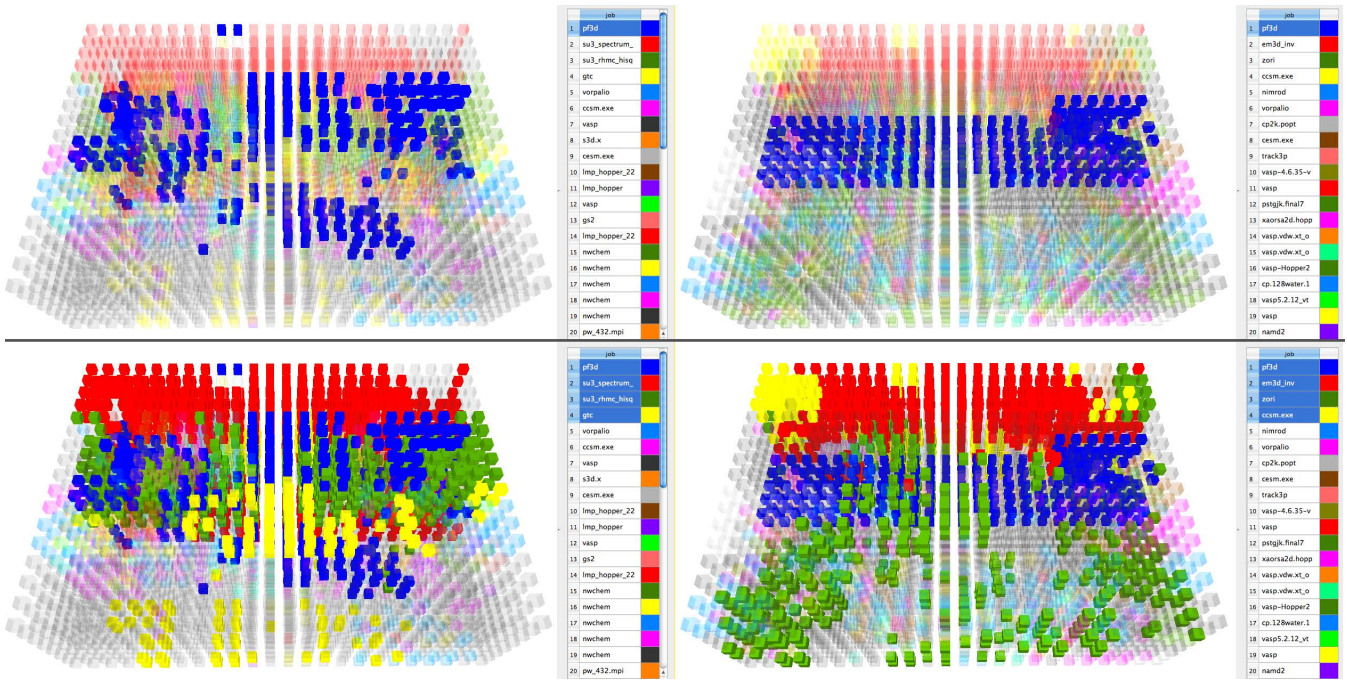 job
1 pf3d
2 su3_spectrum_
3 su3_rhmc_hisq
4 gtc
5 vorpalio
6 ccsm.exe
7 vasp
8 s3d.x
9 cesm.exe
10 lmp_hopper_22
11 lmp_hopper
12 vasp
13 gs2
14 lmp_hopper_22
15 nwchem
16 nwchem
17 nwchem
18 nwchem
19 nwchem
20 pw_432.mpi
job
1 pf3d
2 em3d_inv
3 zori
4 ccsm.exe
5 nimrod
6 vorpalio
7 cp2k.popt
8 cesm.exe
9 track3p
10 vasp-4.6.35-v
11 vasp
12 pstgjk.final7
13 xaorsa2d.hopp
14 vasp.vdw.xt_o
15 vasp.vdw.xt_o
16 vasp-Hopper2
17 cp.128water.1
18 vasp5.2.12_vt
19 vasp
20 namd2
job
1 pf3d
2 su3_spectrum_
3 su3_rhmc_hisq
4 gtc
5 vorpalio
6 ccsm.exe
7 vasp
8 s3d.x
9 cesm.exe
10 lmp_hopper_22
11 lmp_hopper
12 vasp
13 gs2
14 lmp_hopper_22
15 nwchem
16 nwchem
17 nwchem
18 nwchem
19 nwchem
20 pw_432.mpi
job
1 pf3d
2 em3d_inv
3 zori
4 ccsm.exe
5 nimrod
6 vorpalio
7 cp2k.popt
8 cesm.exe
9 track3p
10 vasp-4.6.35-v
11 vasp
12 pstgjk.final7
13 xaorsa2d.hopp
14 vasp.vdw.xt_o
15 vasp.vdw.xt_o
16 vasp-Hopper2
17 cp.128water.1
18 vasp5.2.12_vt
19 vasp
20 namd2